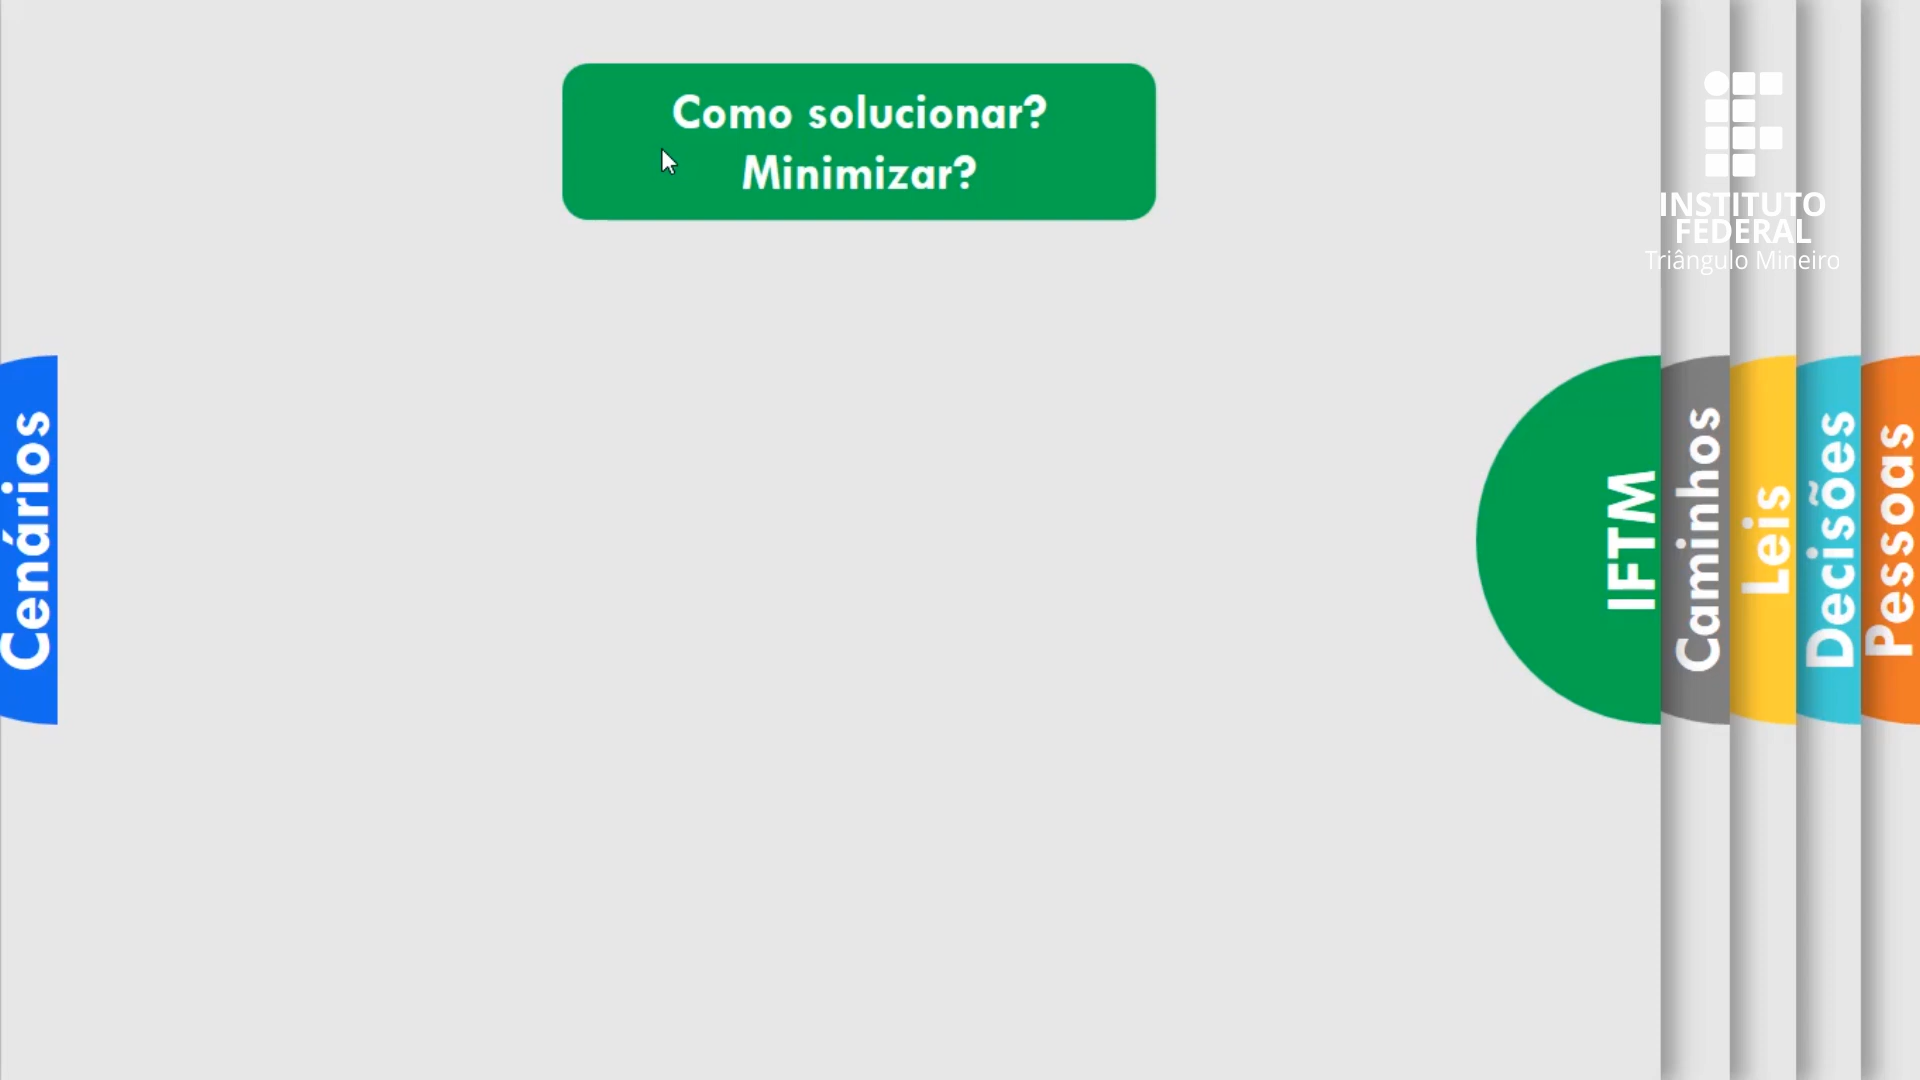 Como solucionar?
Minimizar?
INSTITUTO
FEDERAL
Triângulo Mineiro
Cenários
IFTM
Caminhos
Leis
Decisões
Pessoas